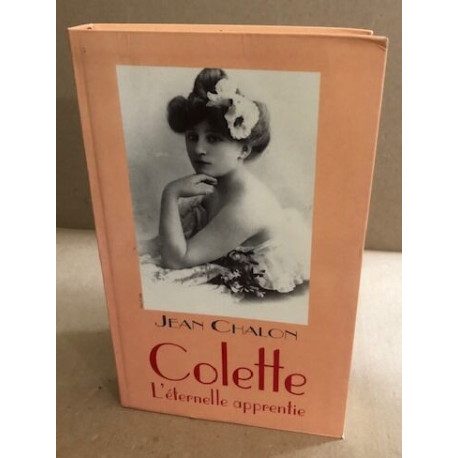 JEAN CHALON
Colette
L'éternelle apprentie